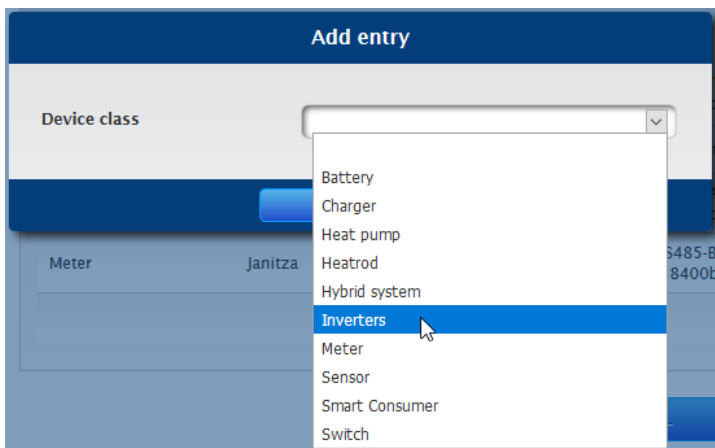 Add entry
Device class
Battery
Charger
Heat pump
Heatrod
Hybrid system
Inverters
Meter
Sensor
Smart Consumer
Switch
Meter Janitza
8400b